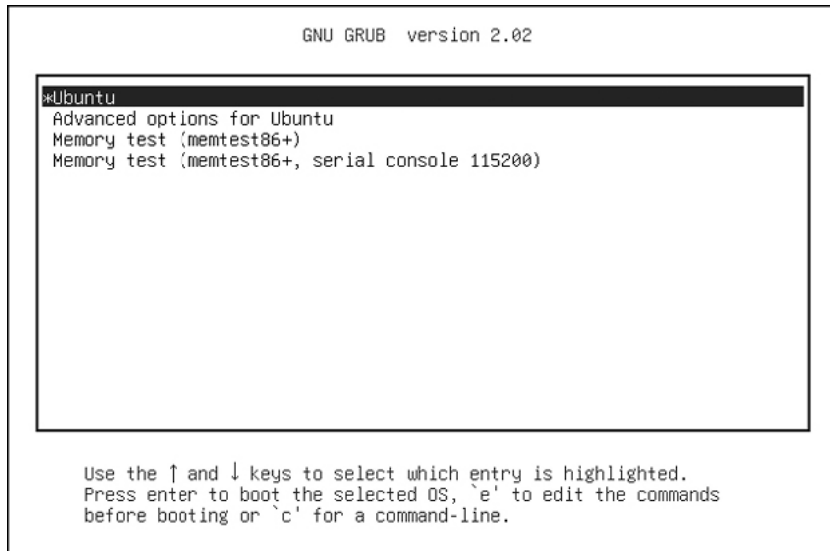 GNU GRUB version 2.02
*Ubuntu
Advanced options for Ubuntu
Memory test (memtest86+)
Memory test (memtest86+, serial console 115200)
Use the ↑ and ↓ keys to select which entry is highlighted.
Press enter to boot the selected OS, `e' to edit the commands
before booting or `c' for a command-line.